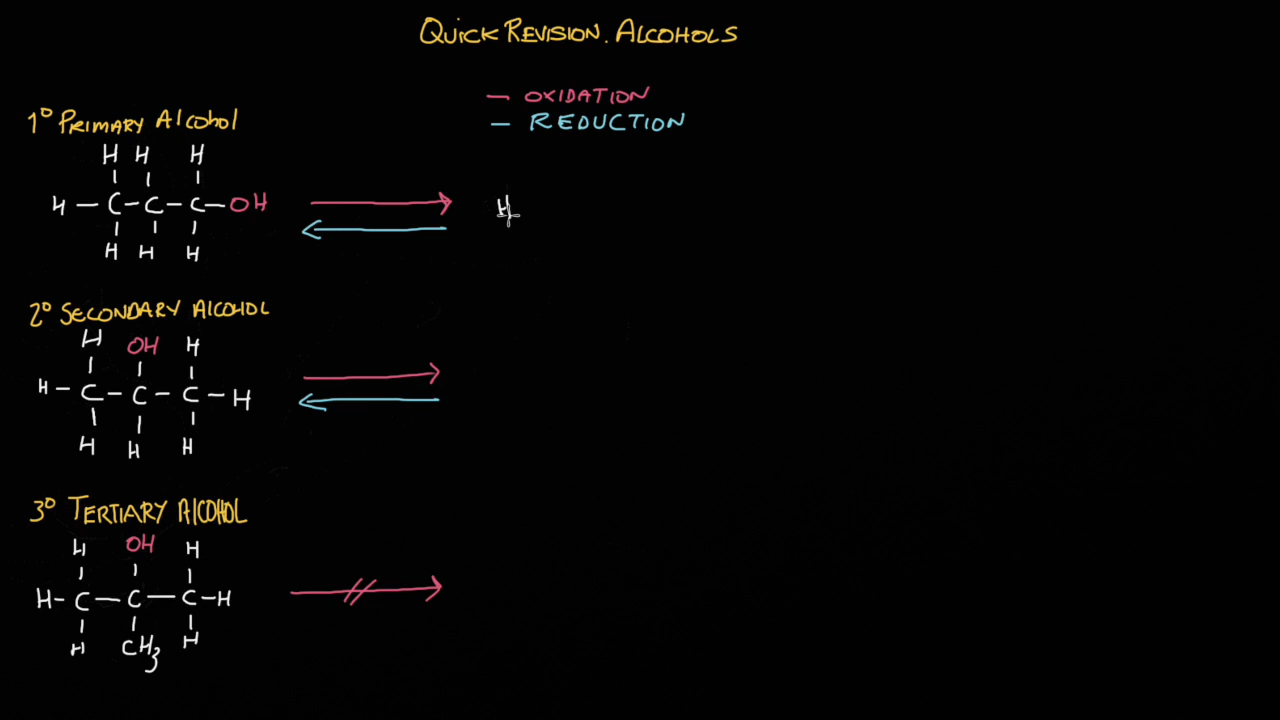 QUICK REVISION. ALCOHOLS
— OXIDATION
— REDUCTION
1° PRIMARY AlcohOl
H H H
H — C – C – C – OH
H H H
H
2° SECONDARY ALCOHOL
H OH H
H – C – C – C – H
H H H
3° TERTIARY ALCOHOL
H OH H
H – C — C — C – H
H CH3 H